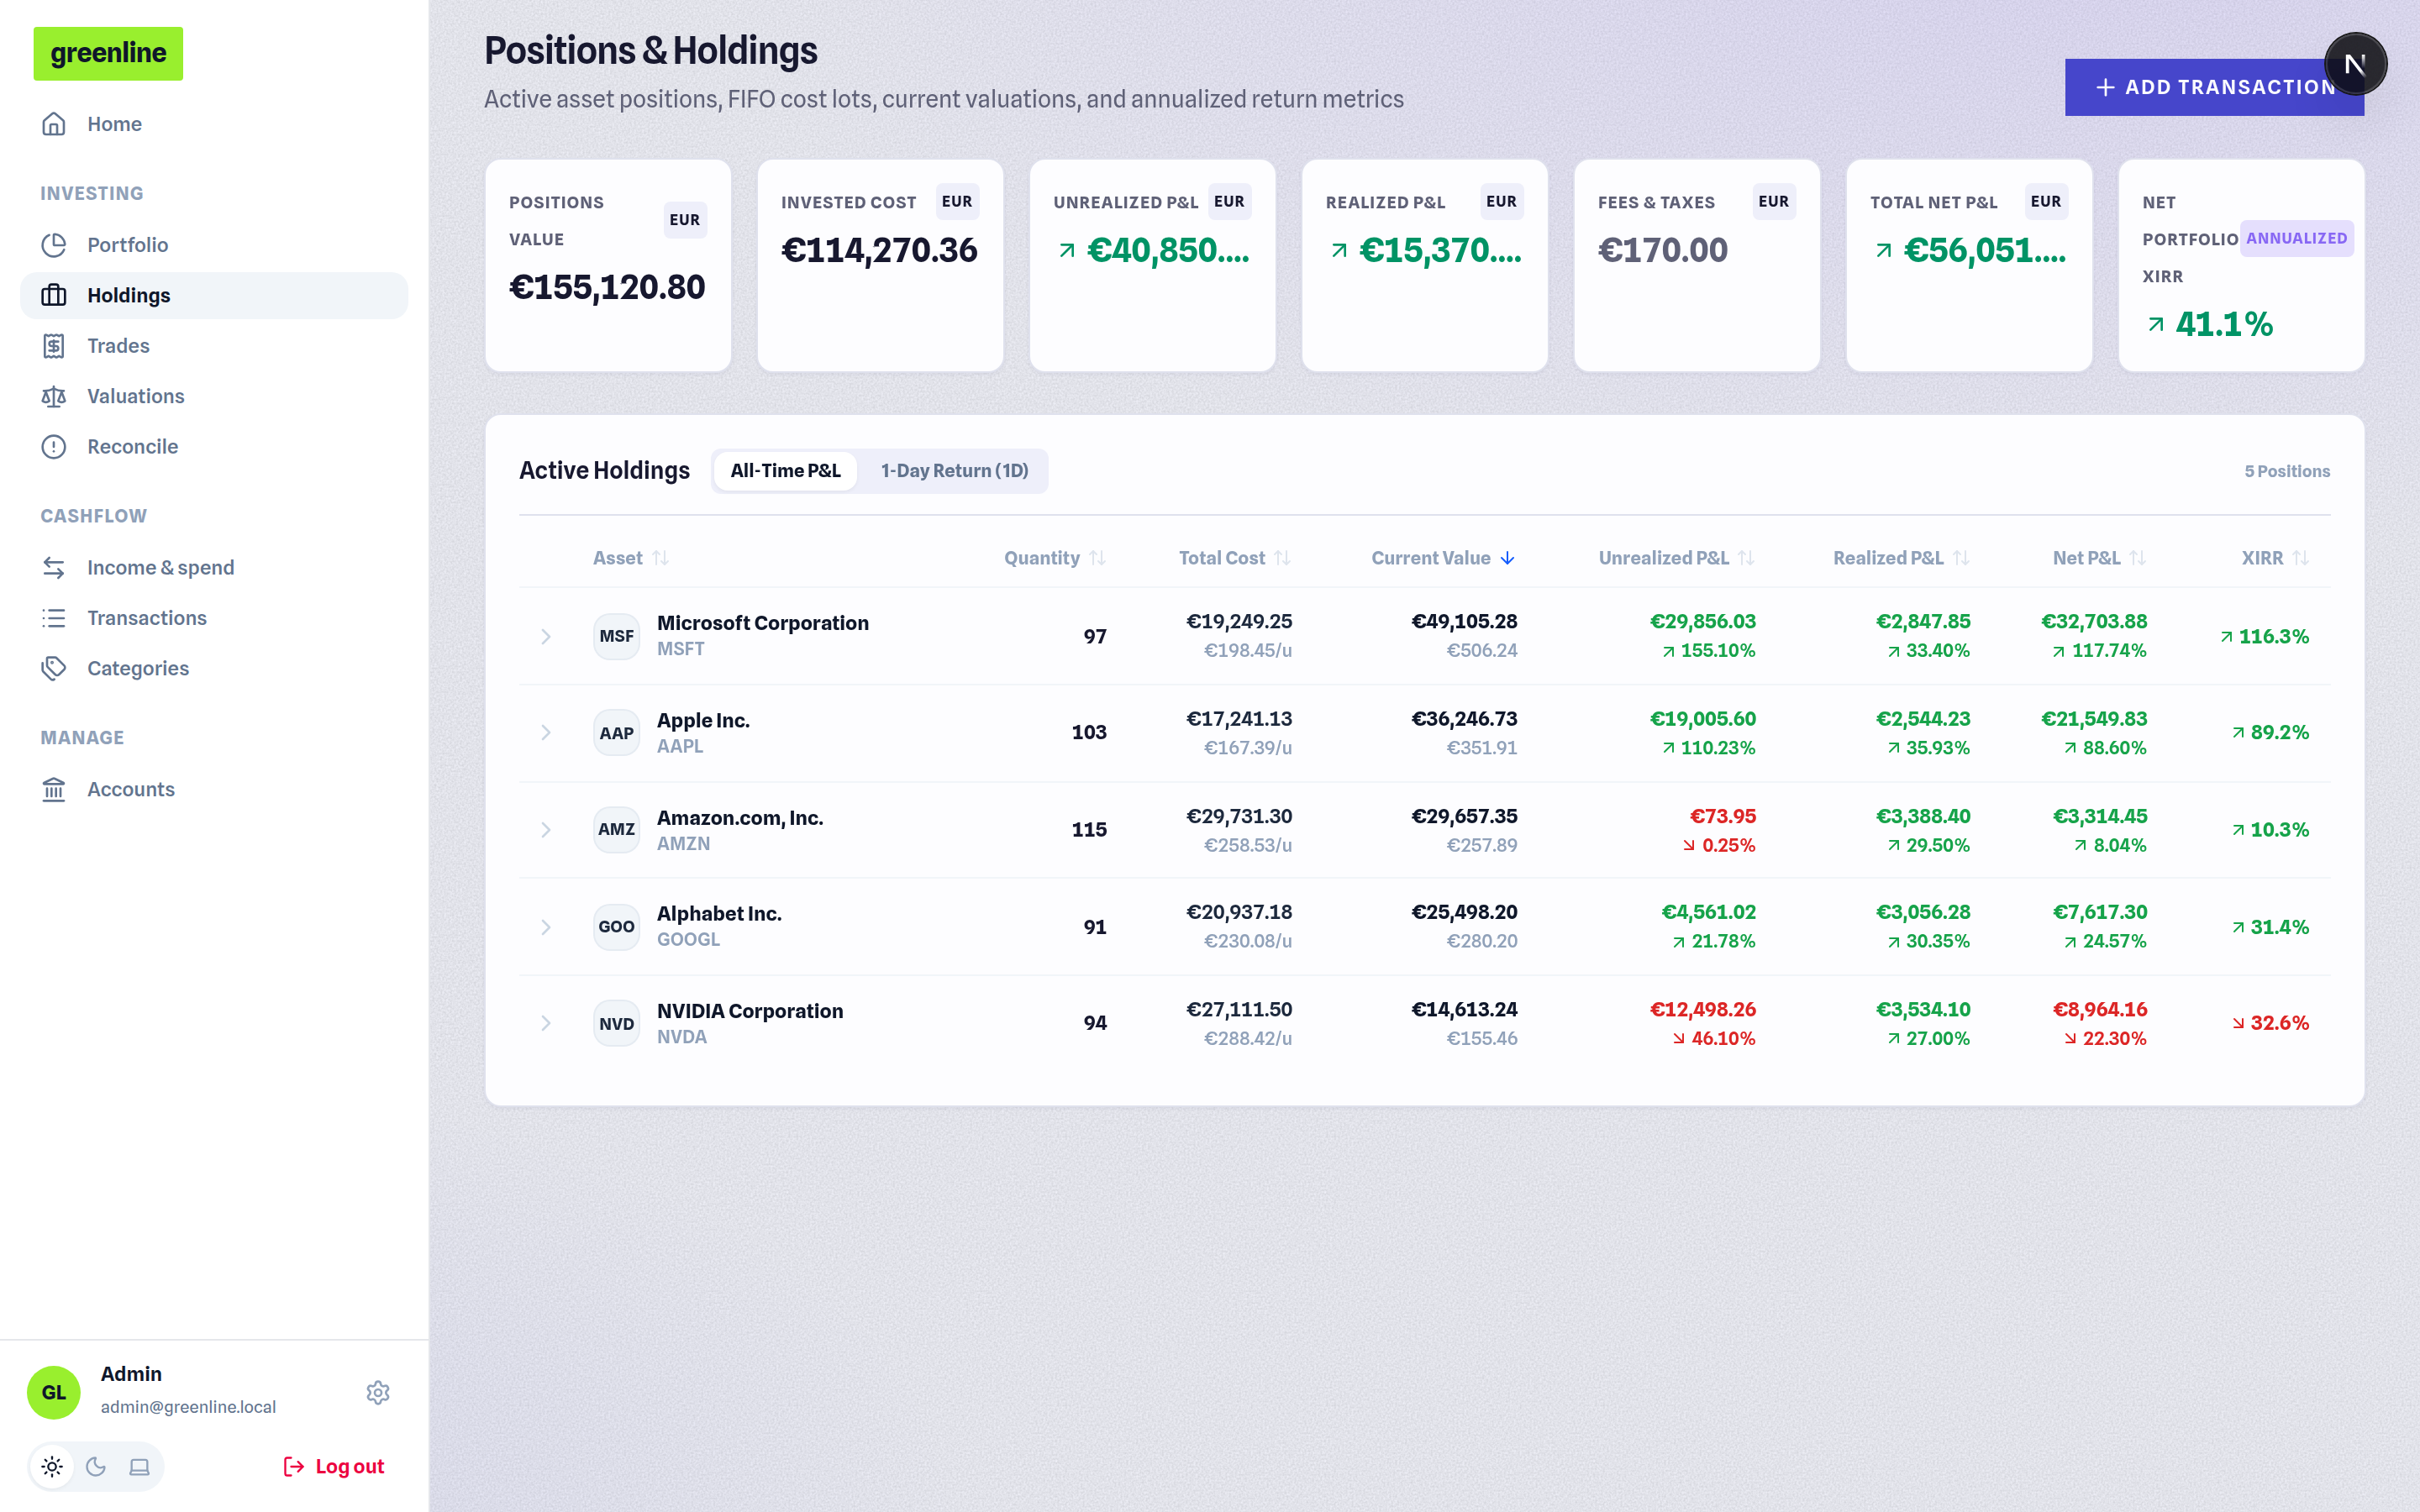 greenline
Home
INVESTING
Portfolio
Holdings
Trades
Valuations
Reconcile
CASHFLOW
Income & spend
Transactions
Categories
MANAGE
Accounts
GL
Admin
admin@greenline.local
Log out
Positions & Holdings
Active asset positions, FIFO cost lots, current valuations, and annualized return metrics
+ ADD TRANSACTION
N
POSITIONS
VALUE
EUR
€155,120.80
INVESTED COST EUR
€114,270.36
UNREALIZED P&L EUR
€40,850....
REALIZED P&L EUR
€15,370....
FEES & TAXES EUR
€170.00
TOTAL NET P&L EUR
€56,051....
NET
PORTFOLIO ANNUALIZED
XIRR
41.1%
Active Holdings All-Time P&L 1-Day Return (1D) 5 Positions
Asset Quantity Total Cost Current Value Unrealized P&L Realized P&L Net P&L XIRR
MSF Microsoft Corporation 97 €19,249.25 €49,105.28 €29,856.03 €2,847.85 €32,703.88 116.3%
MSFT €198.45/u €506.24 155.10% 33.40% 117.74%
AAP Apple Inc. 103 €17,241.13 €36,246.73 €19,005.60 €2,544.23 €21,549.83 89.2%
AAPL €167.39/u €351.91 110.23% 35.93% 88.60%
AMZ Amazon.com, Inc. 115 €29,731.30 €29,657.35 €73.95 €3,388.40 €3,314.45 10.3%
AMZN €258.53/u €257.89 0.25% 29.50% 8.04%
GOO Alphabet Inc. 91 €20,937.18 €25,498.20 €4,561.02 €3,056.28 €7,617.30 31.4%
GOOGL €230.08/u €280.20 21.78% 30.35% 24.57%
NVD NVIDIA Corporation 94 €27,111.50 €14,613.24 €12,498.26 €3,534.10 €8,964.16 32.6%
NVDA €288.42/u €155.46 46.10% 27.00% 22.30%